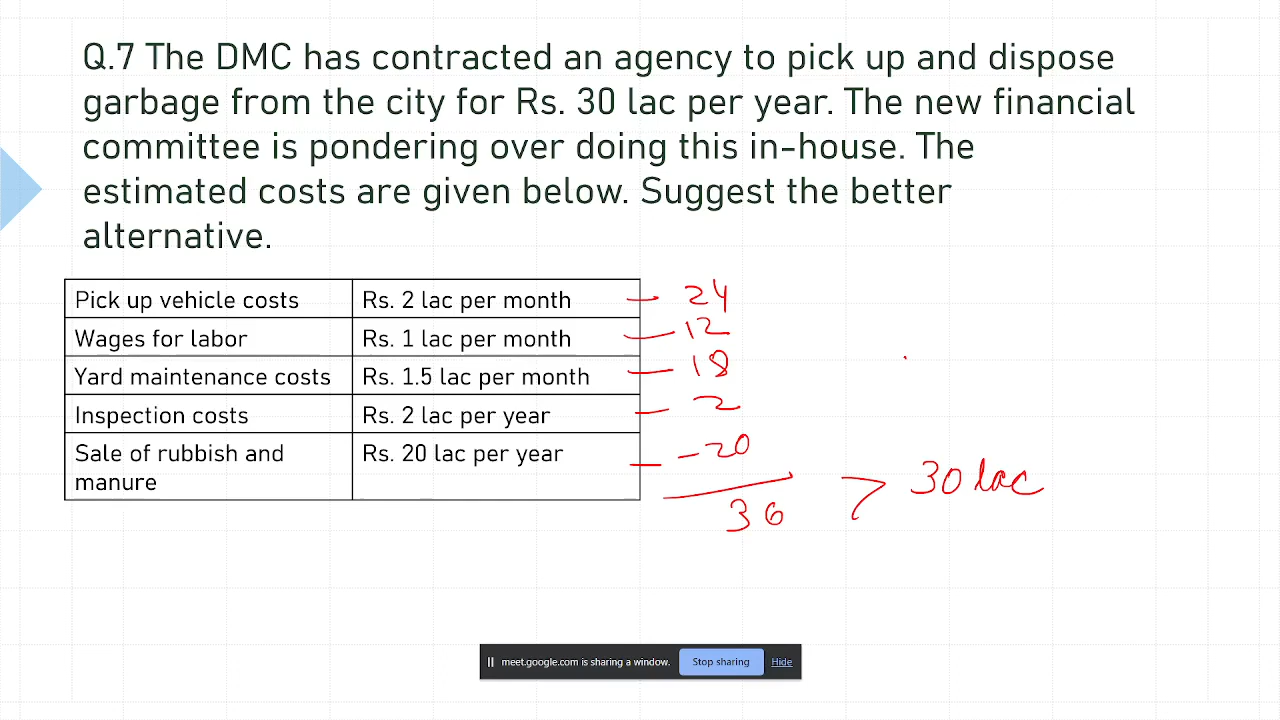 Q.7 The DMC has contracted an agency to pick up and dispose
garbage from the city for Rs. 30 lac per year. The new financial
committee is pondering over doing this in-house. The
estimated costs are given below. Suggest the better
alternative.
Pick up vehicle costs Rs. 2 lac per month — 24
Wages for labor Rs. 1 lac per month — 12
Yard maintenance costs Rs. 1.5 lac per month — 18
Inspection costs Rs. 2 lac per year — 2
Sale of rubbish and Rs. 20 lac per year — -20
manure
36 > 30 lac
meet.google.com is sharing a window. Stop sharing Hide